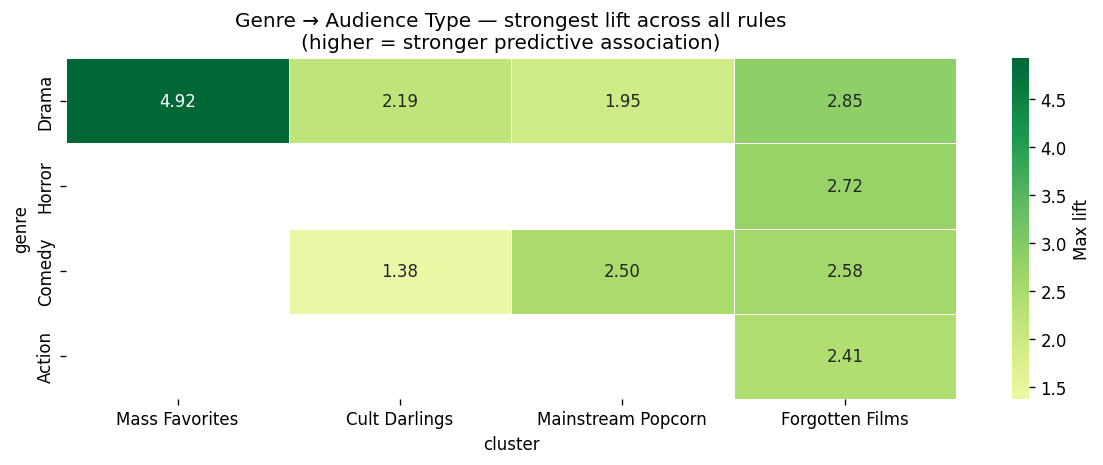 Genre → Audience Type — strongest lift across all rules
(higher = stronger predictive association)
genre
Drama
4.92
2.19
1.95
2.85
Horror
2.72
Comedy
1.38
2.50
2.58
Action
2.41
Mass Favorites
Cult Darlings
Mainstream Popcorn
Forgotten Films
cluster
4.5
4.0
3.5
3.0
2.5
2.0
1.5
Max lift